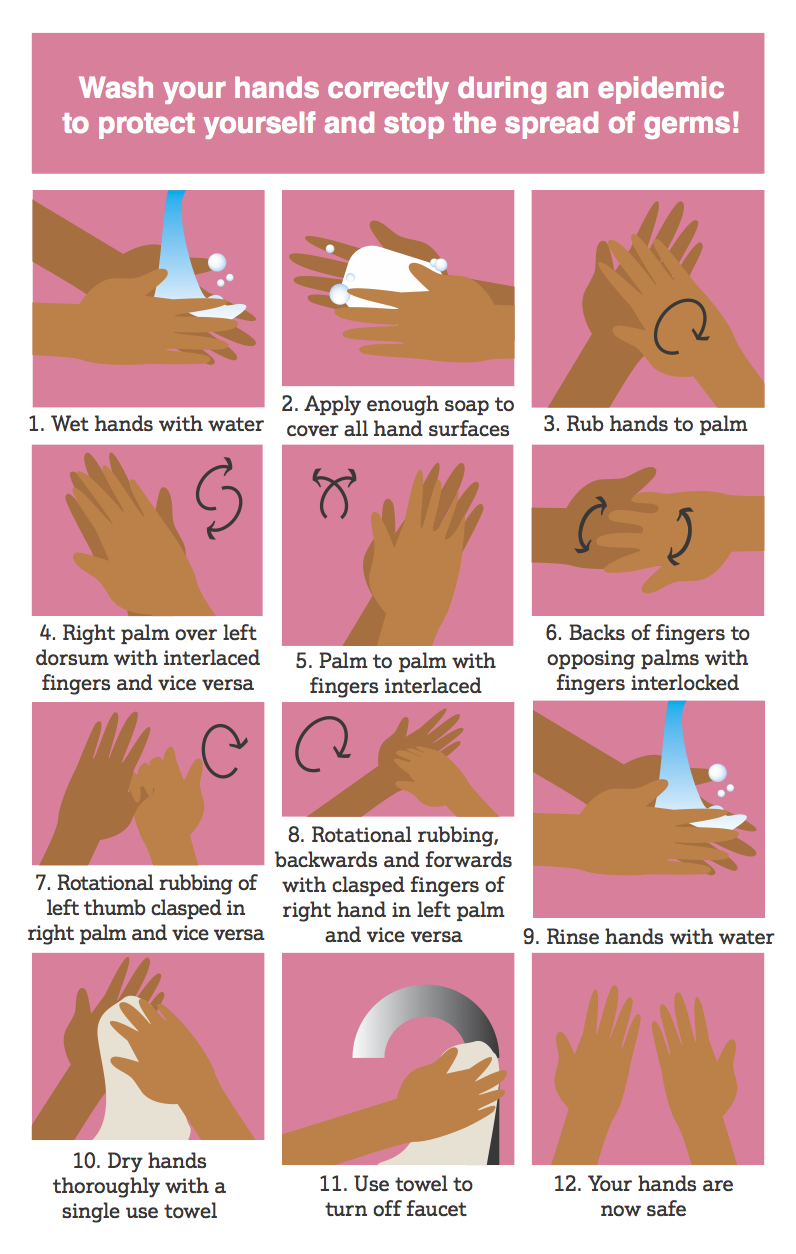 Wash your hands correctly during an epidemic
to protect yourself and stop the spread of germs!
1. Wet hands with water
2. Apply enough soap to
cover all hand surfaces
3. Rub hands to palm
4. Right palm over left
dorsum with interlaced
fingers and vice versa
5. Palm to palm with
fingers interlaced
6. Backs of fingers to
opposing palms with
fingers interlocked
7. Rotational rubbing of
left thumb clasped in
right palm and vice versa
8. Rotational rubbing,
backwards and forwards
with clasped fingers of
right hand in left palm
and vice versa
9. Rinse hands with water
10. Dry hands
thoroughly with a
single use towel
11. Use towel to
turn off faucet
12. Your hands are
now safe